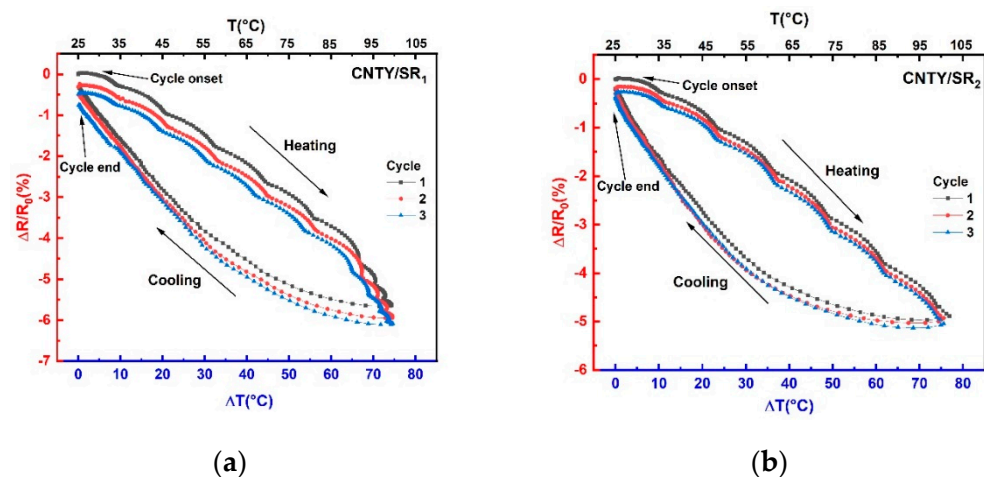 T(°C)
25 35 45 55 65 75 85 95 105
CNTY/SR1
Cycle onset
Heating
Cycle
1
2
3
Cycle end
Cooling
ΔR/R0(%)
0
-1
-2
-3
-4
-5
-6
-7
0 10 20 30 40 50 60 70 80
ΔT(°C)
(a)
T(°C)
25 35 45 55 65 75 85 95 105
CNTY/SR2
Cycle onset
Heating
Cycle
1
2
3
Cycle end
Cooling
ΔR/R0(%)
0
-1
-2
-3
-4
-5
-6
0 10 20 30 40 50 60 70 80
ΔT(°C)
(b)